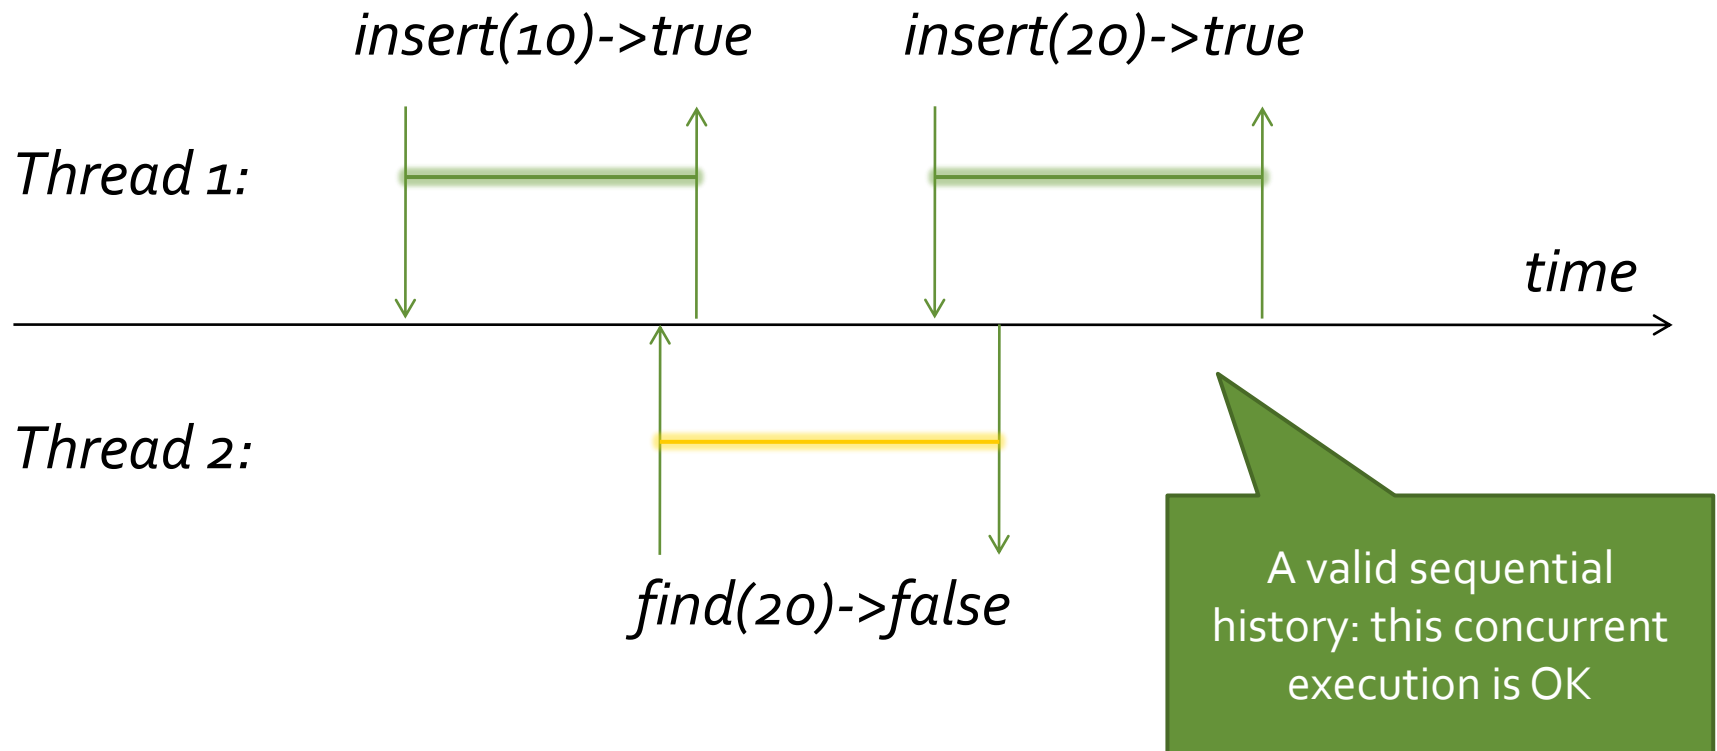 insert(10)->true
insert(20)->true
Thread 1:
time
Thread 2:
find(20)->false
A valid sequential
history: this concurrent
execution is OK